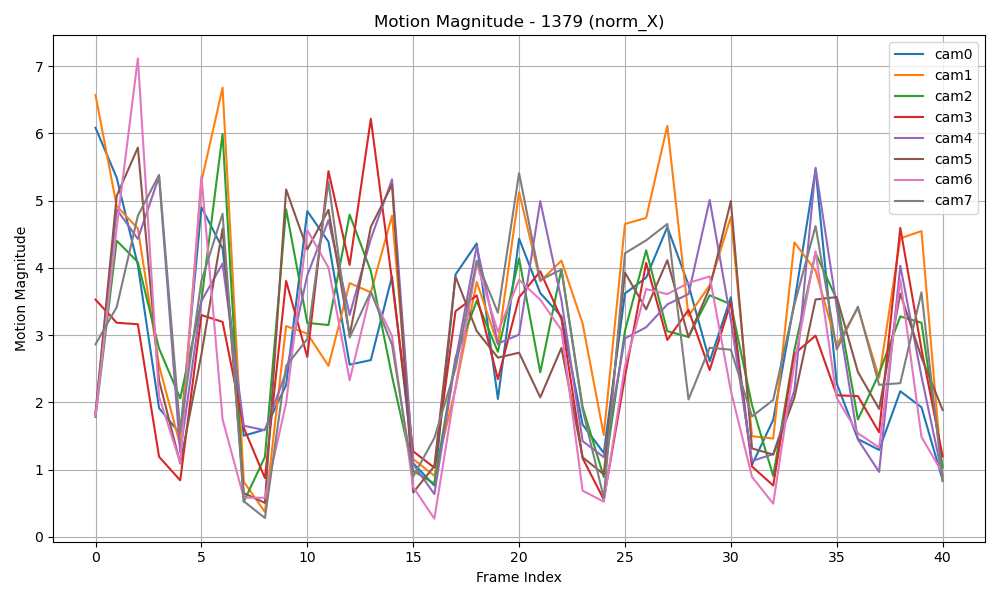 Motion Magnitude - 1379 (norm_X)
Motion Magnitude
7
6
5
4
3
2
1
0
cam0
cam1
cam2
cam3
cam4
cam5
cam6
cam7
0 5 10 15 20 25 30 35 40
Frame Index